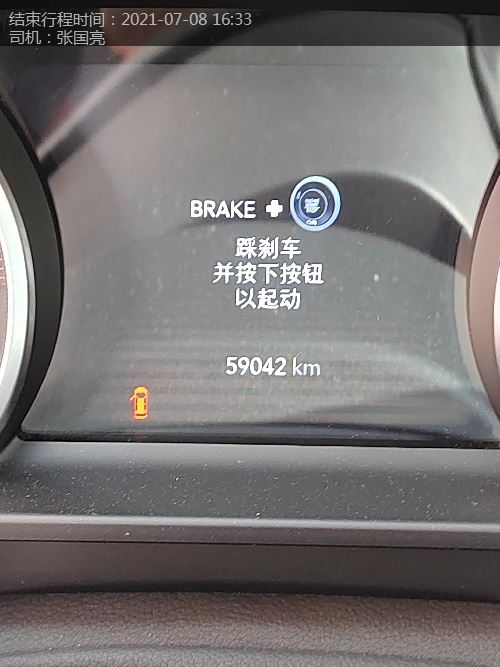 结束行程时间：2021-07-08 16:33
司机：张国亮
BRAKE +
踩刹车
并按下按钮
以起动
59042 km